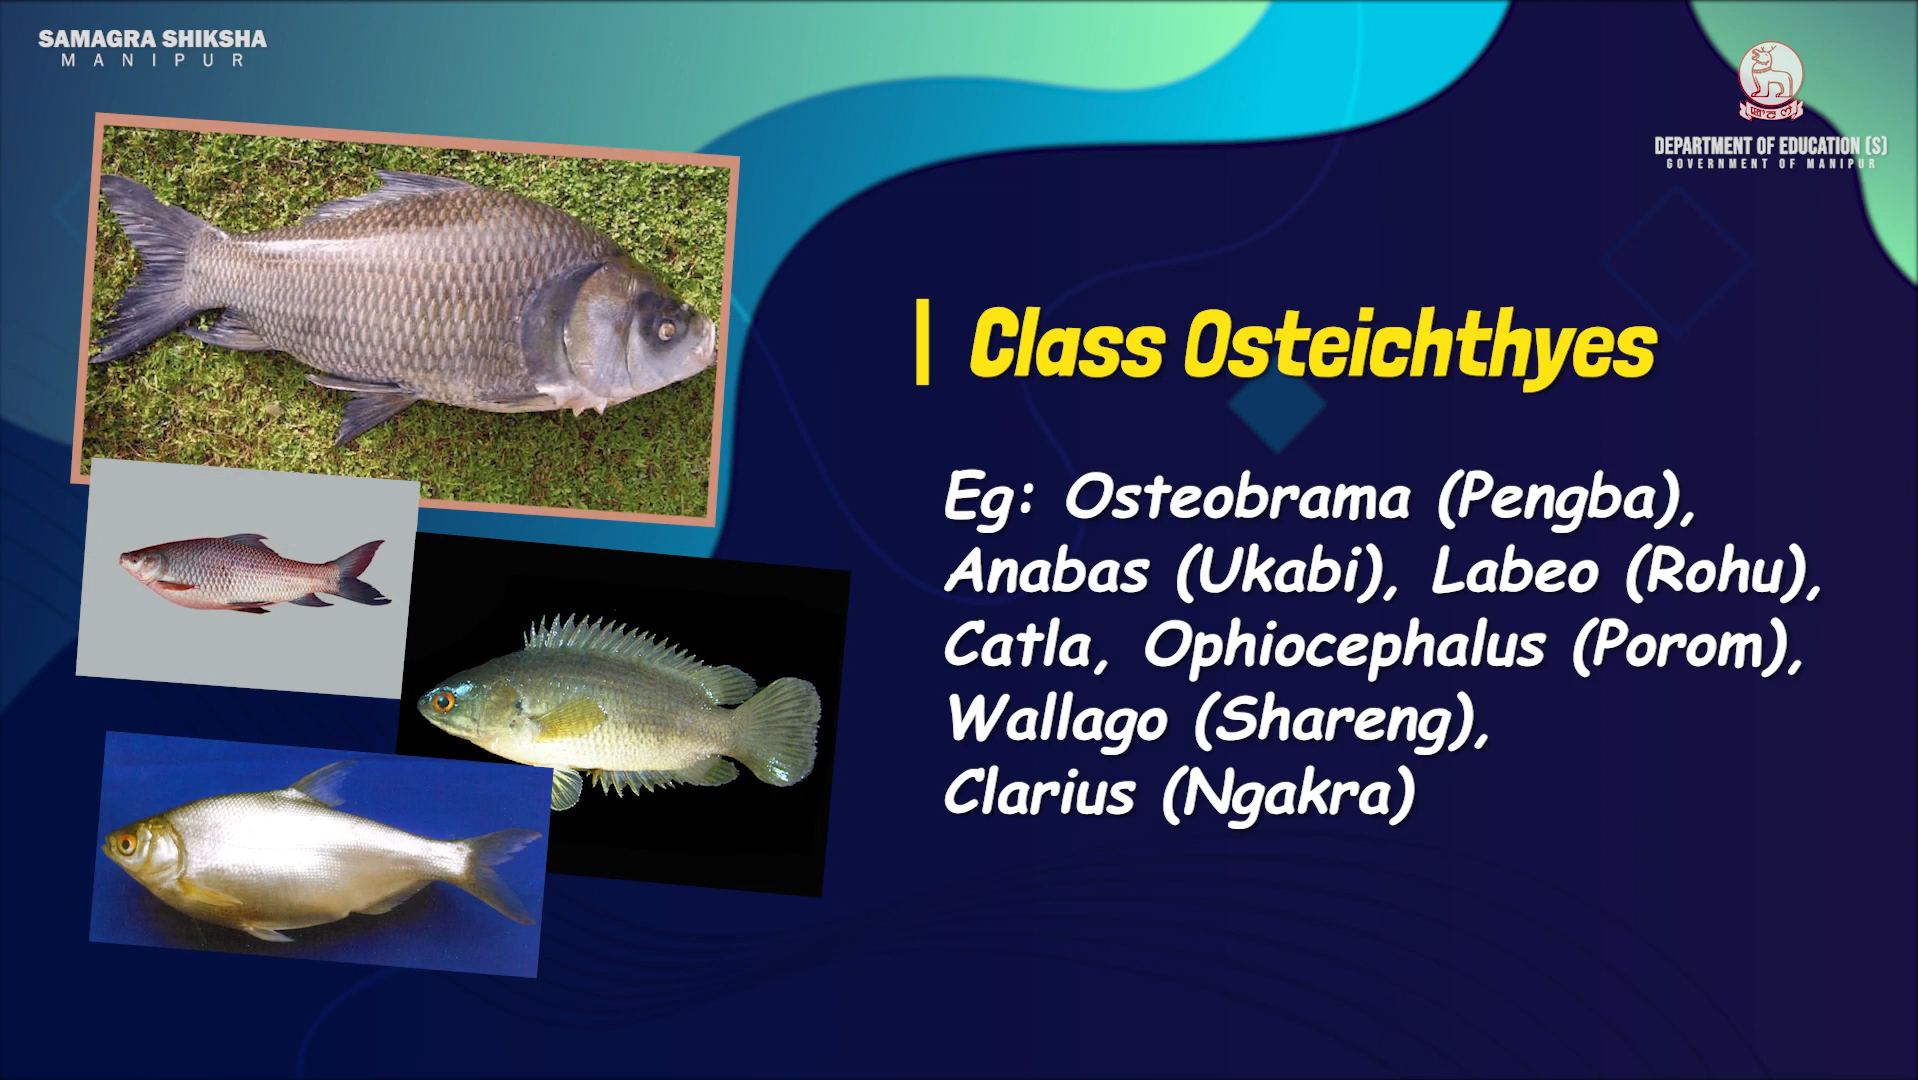 SAMAGRA SHIKSHA
MANIPUR
DEPARTMENT OF EDUCATION (S)
GOVERNMENT OF MANIPUR
Class Osteichthyes
Eg: Osteobrama (Pengba),
Anabas (Ukabi), Labeo (Rohu),
Catla, Ophiocephalus (Porom),
Wallago (Shareng),
Clarius (Ngakra)